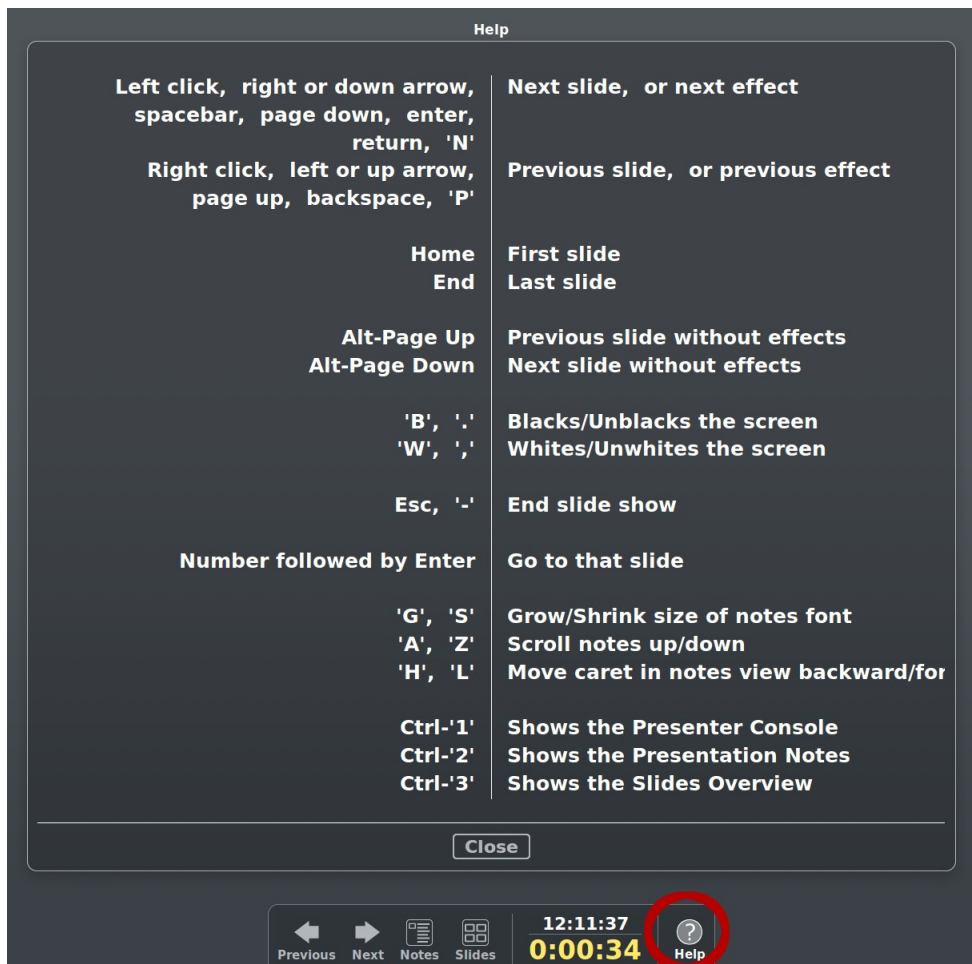 Help
Left click, right or down arrow, Next slide, or next effect
spacebar, page down, enter,
return, 'N'
Right click, left or up arrow, Previous slide, or previous effect
page up, backspace, 'P'
Home First slide
End Last slide
Alt-Page Up Previous slide without effects
Alt-Page Down Next slide without effects
'B', '.' Blacks/Unblacks the screen
'W', ',' Whites/Unwhites the screen
Esc, '-' End slide show
Number followed by Enter Go to that slide
'G', 'S' Grow/Shrink size of notes font
'A', 'Z' Scroll notes up/down
'H', 'L' Move caret in notes view backward/for
Ctrl-'1' Shows the Presenter Console
Ctrl-'2' Shows the Presentation Notes
Ctrl-'3' Shows the Slides Overview
Close
12:11:37
Previous Next Notes Slides 0:00:34 Help